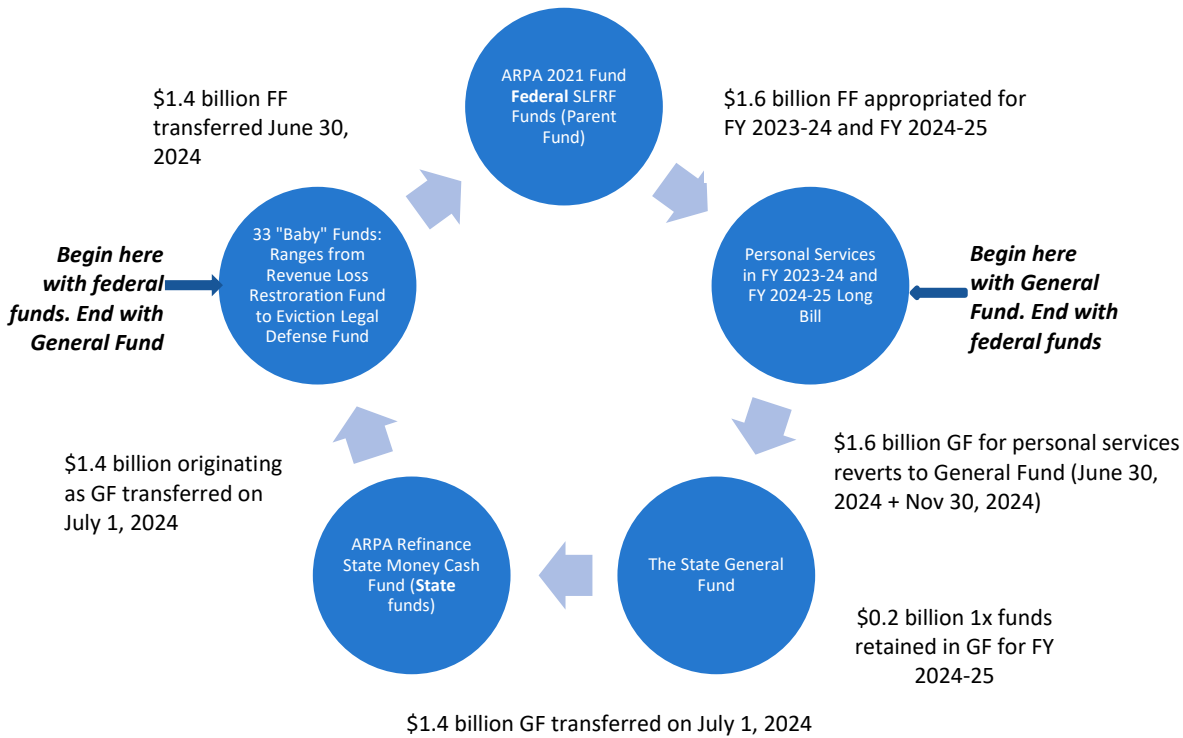 ARPA 2021 Fund
Federal SLFRF
Funds (Parent
Fund)
$1.6 billion FF appropriated for
FY 2023-24 and FY 2024-25
Personal Services
in FY 2023-24 and
FY 2024-25 Long
Bill
Begin here
with General
Fund. End with
federal funds
$1.6 billion GF for personal services
reverts to General Fund (June 30,
2024 + Nov 30, 2024)
The State General
Fund
$0.2 billion 1x funds
retained in GF for FY
2024-25
$1.4 billion GF transferred on July 1, 2024
ARPA Refinance
State Money Cash
Fund (State
funds)
$1.4 billion originating
as GF transferred on
July 1, 2024
33 "Baby" Funds:
Ranges from
Revenue Loss
Restroration Fund
to Eviction Legal
Defense Fund
Begin here
with federal
funds. End with
General Fund
$1.4 billion FF
transferred June 30,
2024